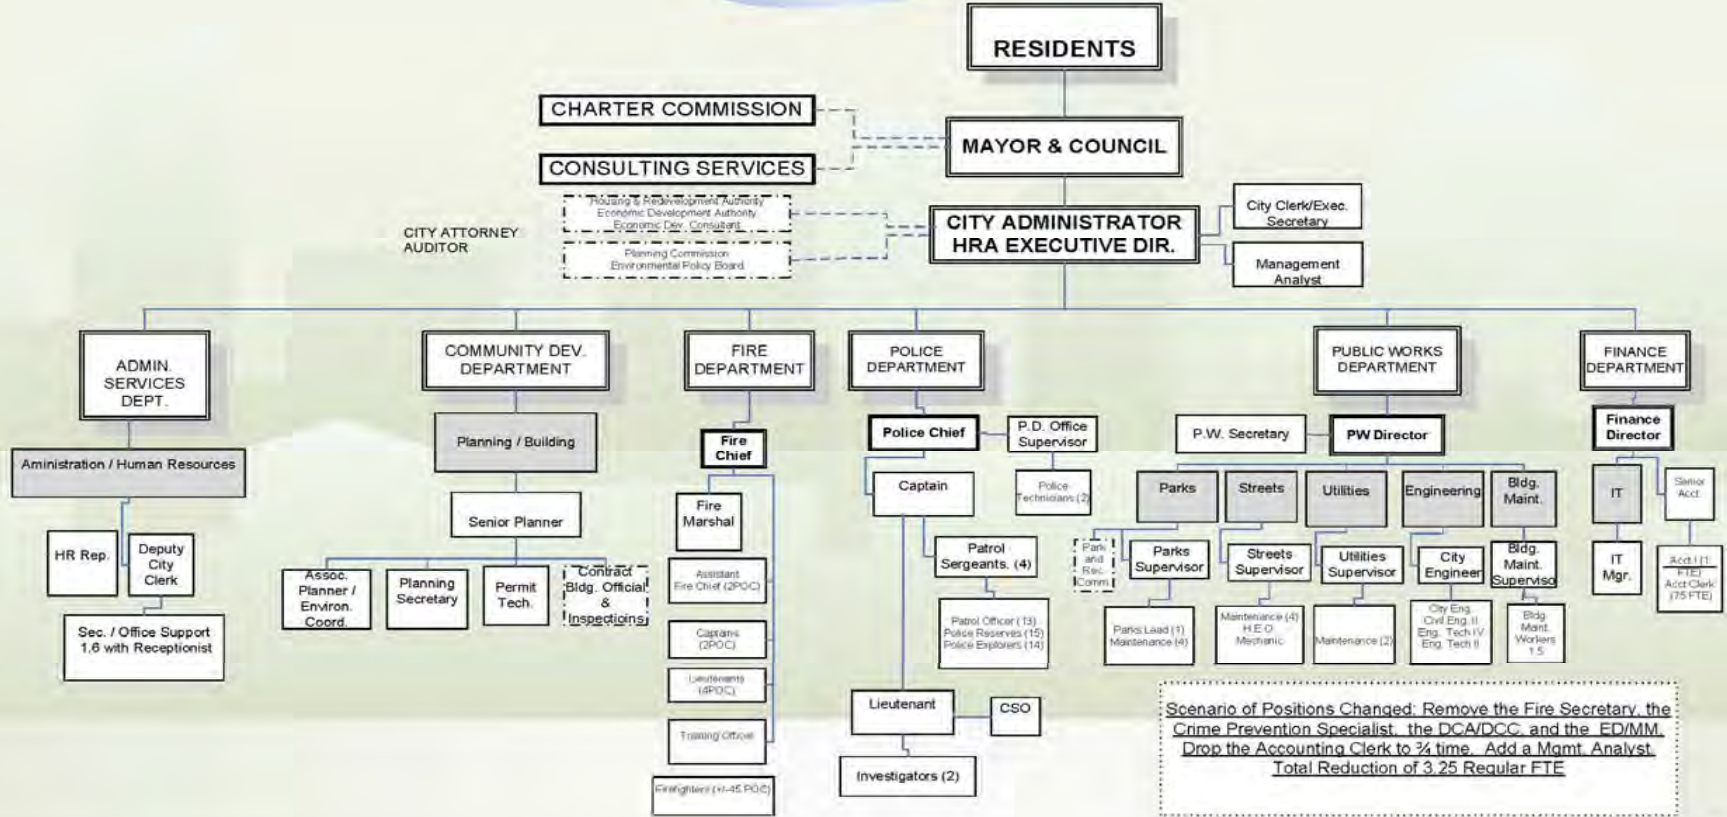 RESIDENTS
CHARTER COMMISSION
MAYOR & COUNCIL
CONSULTING SERVICES
Housing & Redevelopment Authority
Economic Development Authority
Economic Dev. Consultant
CITY ATTORNEY
AUDITOR
Planning Commission
Environmental Policy Board
CITY ADMINISTRATOR
HRA EXECUTIVE DIR.
City Clerk/Exec.
Secretary
Management
Analyst
ADMIN.
SERVICES
DEPT.
COMMUNITY DEV.
DEPARTMENT
FIRE
DEPARTMENT
POLICE
DEPARTMENT
PUBLIC WORKS
DEPARTMENT
FINANCE
DEPARTMENT
Aministration / Human Resources
HR Rep.
Deputy
City
Clerk
Sec. / Office Support
1.6 with Receptionist
Planning / Building
Senior Planner
Assoc.
Planner /
Environ.
Coord.
Planning
Secretary
Permit
Tech.
Contract
Bldg. Official
&
Inspectioins
Fire
Chief
Fire
Marshal
Assistant
Fire Chief (2POC)
Captains
(2POC)
Lieutenants
(4POC)
Training Officer
Firefighters (+/-45 POC)
Police Chief
P.D. Office
Supervisor
Police
Technicians (2)
Captain
Patrol
Sergeants. (4)
Patrol Officer (13)
Police Reserves (15)
Police Explorers (14)
Lieutenant
CSO
Investigators (2)
P.W. Secretary
PW Director
Parks
Streets
Utilities
Engineering
Bldg.
Maint.
Park
and
Rec.
Comm.
Parks
Supervisor
Streets
Supervisor
Utilities
Supervisor
City
Engineer
Bldg.
Maint.
Superviso
Parks Lead (1)
Maintenance (4)
Maintenance (4)
H.E.O
Mechanic
Maintenance (2)
City Eng.
Civil Eng. II
Eng. Tech IV
Eng. Tech II
Bldg.
Maint.
Workers
1.5
Finance
Director
IT
Senior
Acct.
IT
Mgr.
Acct I (1
FTE)
Acct Clerk
(75 FTE)
Scenario of Positions Changed: Remove the Fire Secretary, the
Crime Prevention Specialist, the DCA/DCC, and the ED/MM.
Drop the Accounting Clerk to ¾ time. Add a Mgmt. Analyst.
Total Reduction of 3.25 Regular FTE